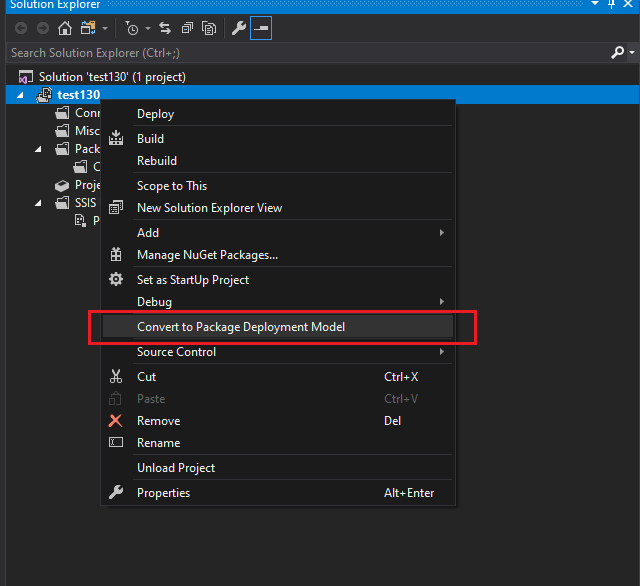 Solution Explorer
Search Solution Explorer (Ctrl+;)
Solution 'test130' (1 project)
test130
Conn
Misc
Pack
C
Proje
SSIS
P
Deploy
Build
Rebuild
Scope to This
New Solution Explorer View
Add
Manage NuGet Packages...
Set as StartUp Project
Debug
Convert to Package Deployment Model
Source Control
Cut Ctrl+X
Paste Ctrl+V
Remove Del
Rename
Unload Project
Properties Alt+Enter